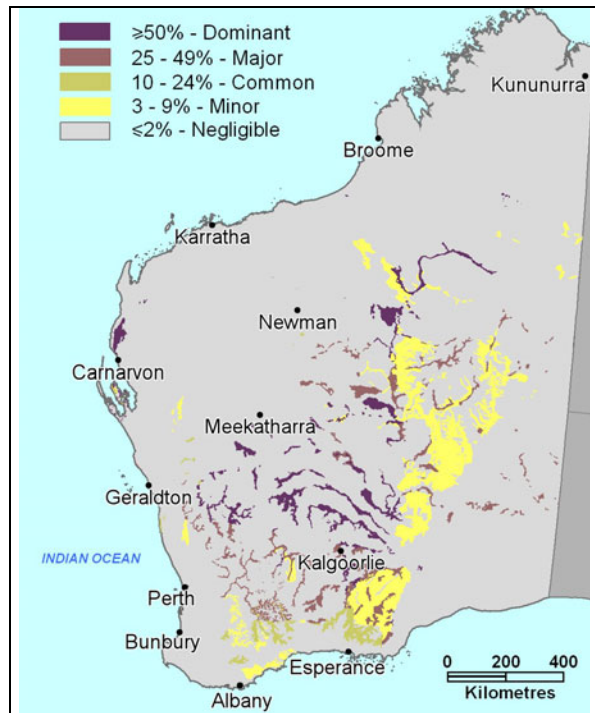 ≥50% - Dominant
25 - 49% - Major
10 - 24% - Common
3 - 9% - Minor
≤2% - Negligible
Kununurra
Broome
Karratha
Newman
Carnarvon
Meekatharra
Geraldton
INDIAN OCEAN
Kalgoorlie
Perth
Bunbury
Esperance
Albany
0 200 400
Kilometres